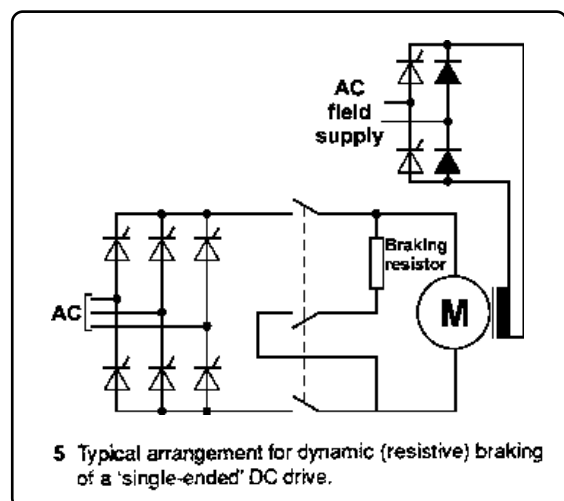 AC
field
supply
Braking
resistor
AC
M
5 Typical arrangement for dynamic (resistive) braking
of a 'single-ended' DC drive.